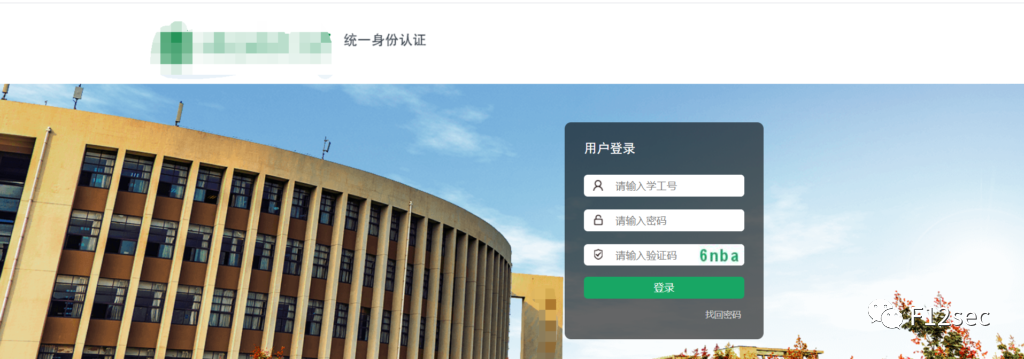 统一身份认证
用户登录
请输入学工号
请输入密码
请输入验证码 6nba
登录
找回密码
F12sec